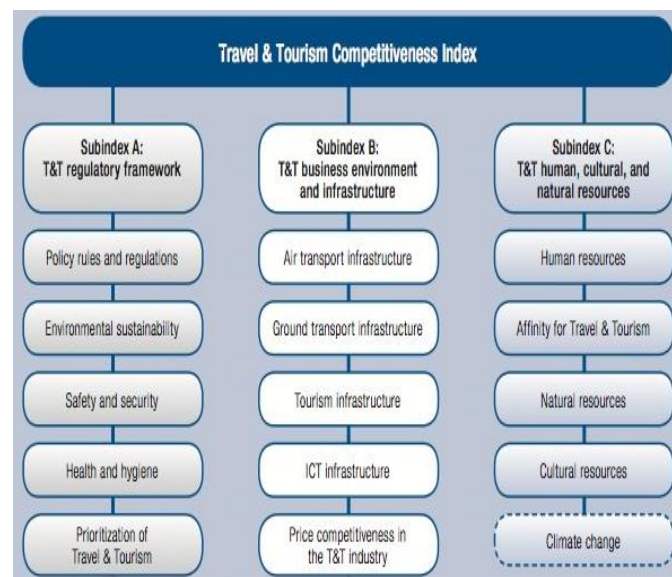 Travel & Tourism Competitiveness Index
Subindex A:
T&T regulatory framework
Policy rules and regulations
Environmental sustainability
Safety and security
Health and hygiene
Prioritization of
Travel & Tourism
Subindex B:
T&T business environment
and infrastructure
Air transport infrastructure
Ground transport infrastructure
Tourism infrastructure
ICT infrastructure
Price competitiveness in
the T&T industry
Subindex C:
T&T human, cultural, and
natural resources
Human resources
Affinity for Travel & Tourism
Natural resources
Cultural resources
Climate change